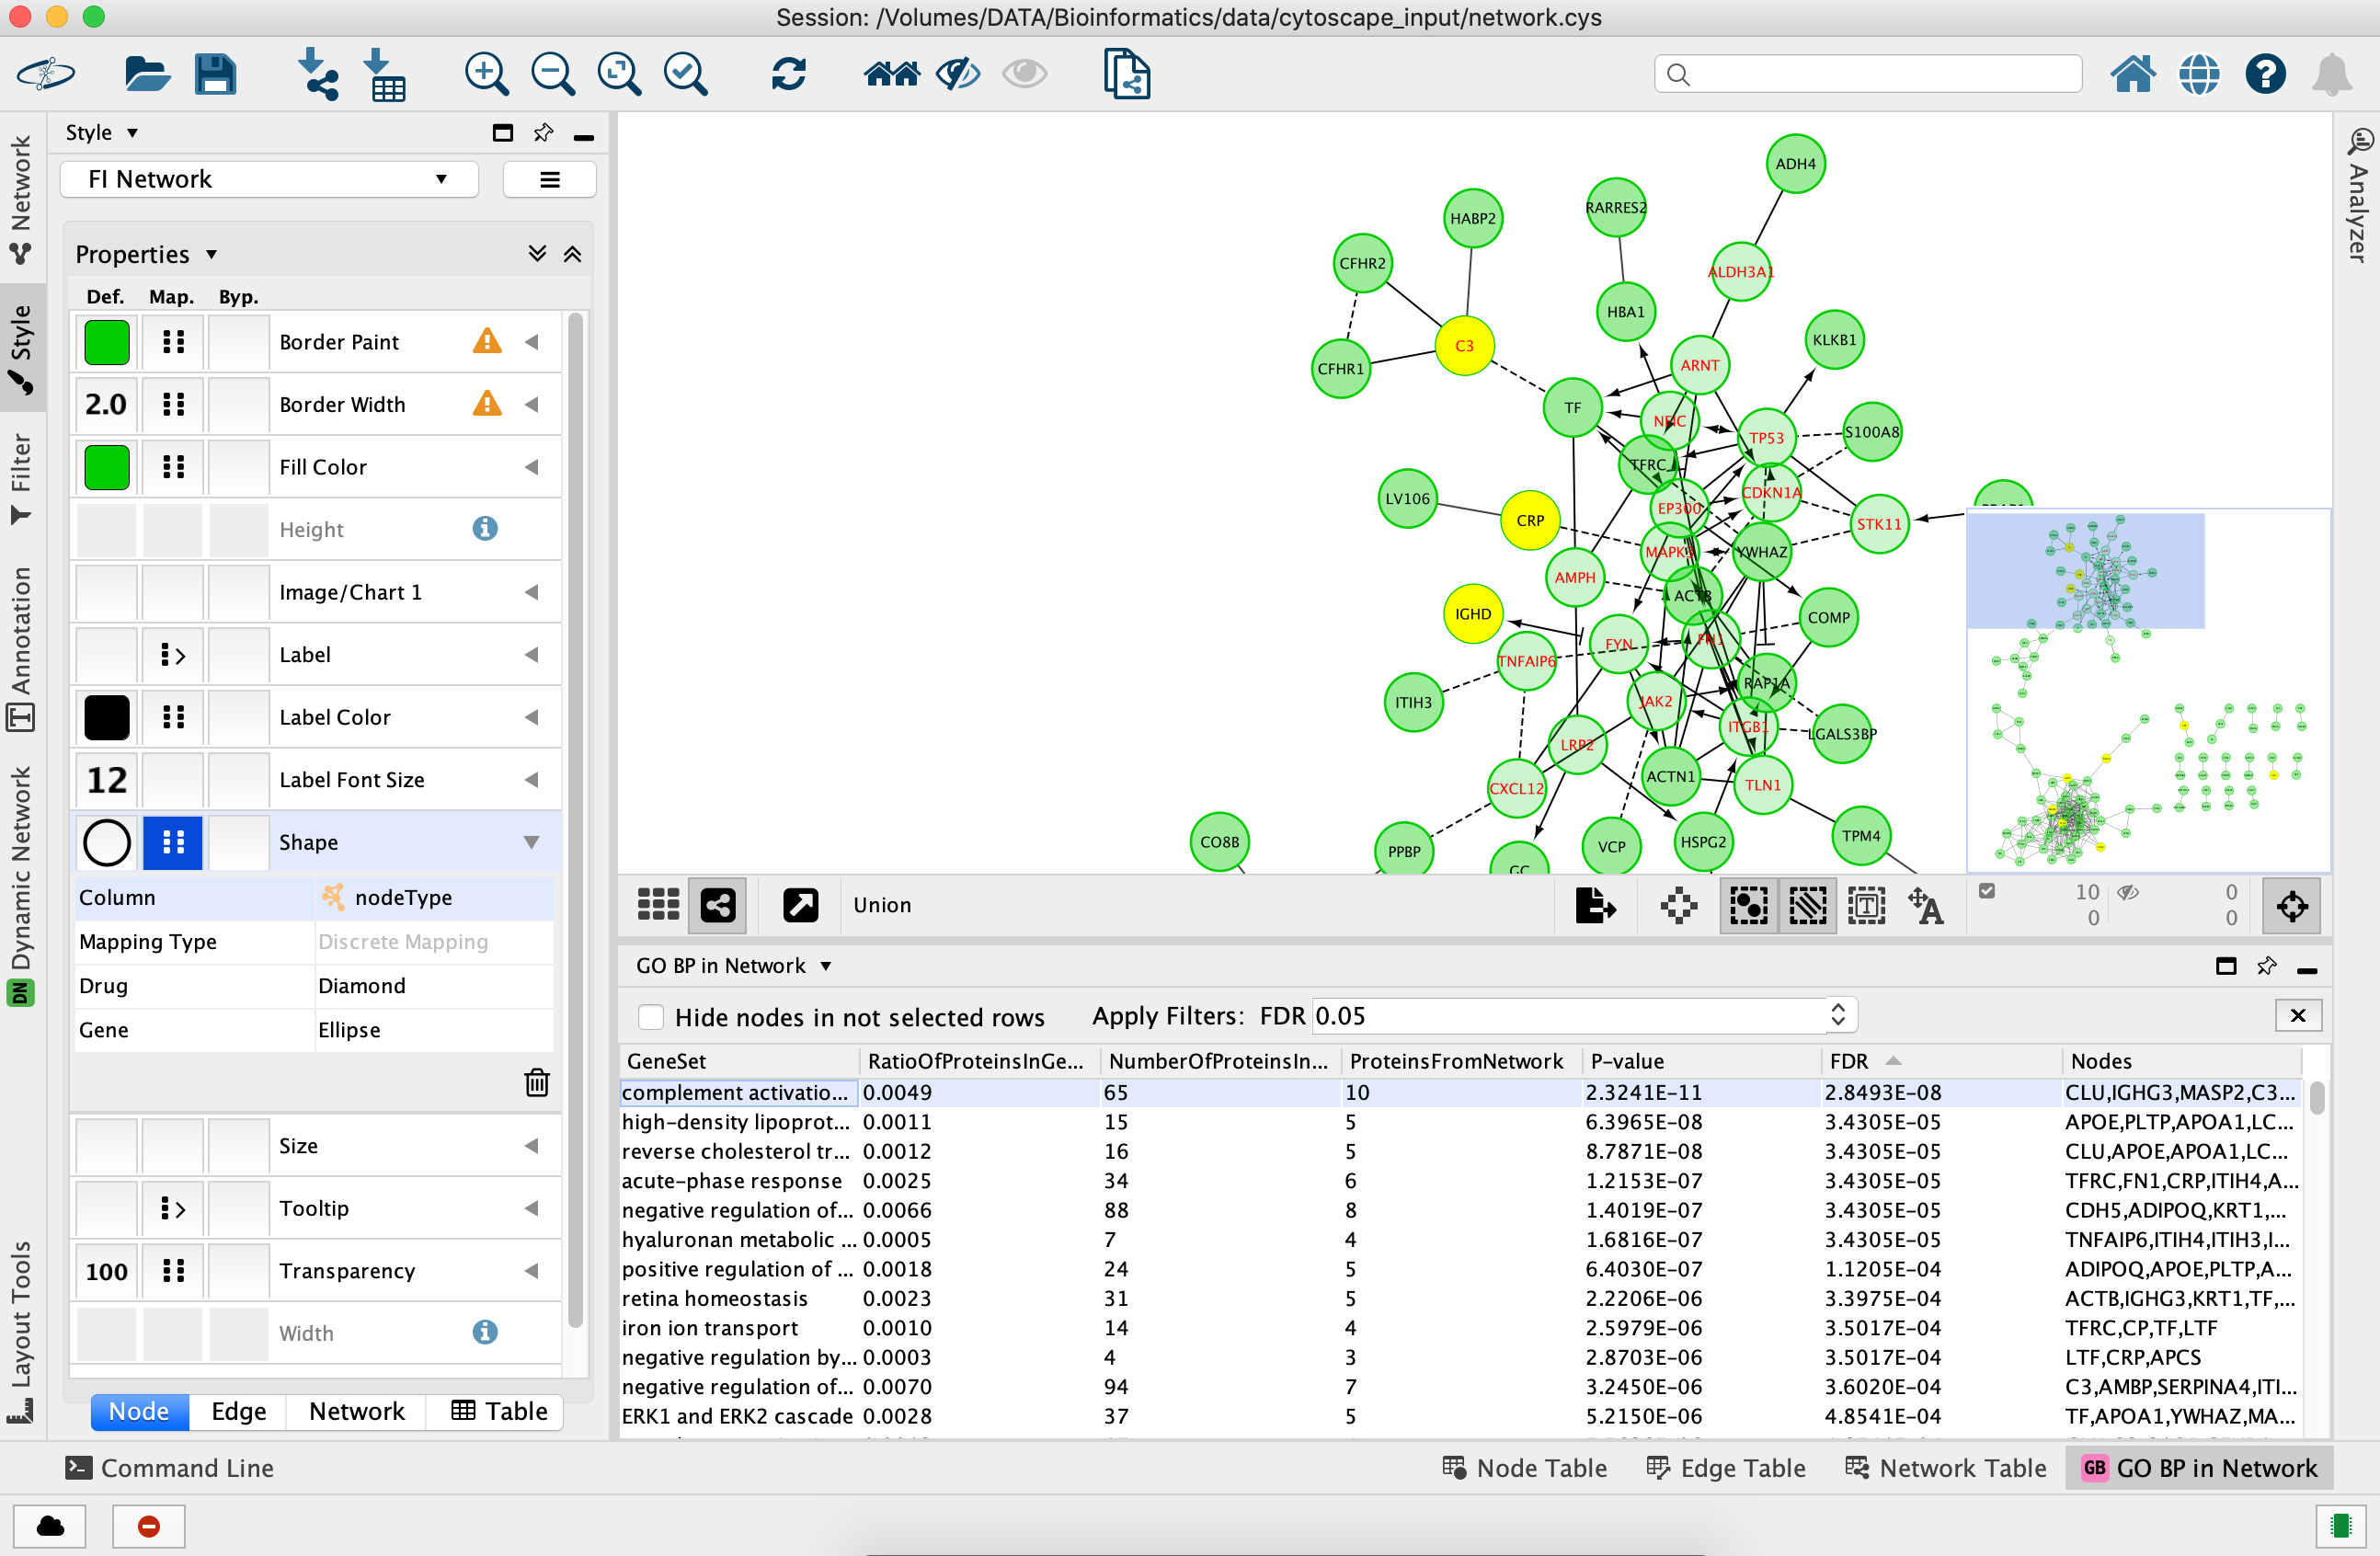 Session: /Volumes/DATA/Bioinformatics/data/cytoscape_input/network.cys
Network
Style
Filter
Annotation
Dynamic Network
DN
Layout Tools
Style
FI Network
Properties
Def. Map. Byp.
Border Paint
2.0 Border Width
Fill Color
Height
Image/Chart 1
Label
Label Color
12 Label Font Size
Shape
Column nodeType
Mapping Type Discrete Mapping
Drug Diamond
Gene Ellipse
Size
Tooltip
100 Transparency
Width
Node Edge Network Table
ADH4
RARRES2
HABP2
CFHR2
ALDH3A1
HBA1
KLKB1
C3
CFHR1
ARNT
TF
NFIC
TP53
S100A8
TFRC
CDKN1A
LV106
CRP
EP300
STK11
MAPK3
YWHAZ
AMPH
ACTB
IGHD
COMP
FYN
FN1
TNFAIP6
RAP1A
ITIH3
JAK2
ITGB1
LGALS3BP
LRP2
ACTN1
TLN1
CXCL12
CO8B
PPBP
VCP
HSPG2
TPM4
GC
Analyzer
Union
10 0
0 0
GO BP in Network
Hide nodes in not selected rows Apply Filters: FDR 0.05
GeneSet RatioOfProteinsInGe... NumberOfProteinsIn... ProteinsFromNetwork P-value FDR Nodes
complement activatio... 0.0049 65 10 2.3241E-11 2.8493E-08 CLU,IGHG3,MASP2,C3...
high-density lipoprot... 0.0011 15 5 6.3965E-08 3.4305E-05 APOE,PLTP,APOA1,LC...
reverse cholesterol tr... 0.0012 16 5 8.7871E-08 3.4305E-05 CLU,APOE,APOA1,LC...
acute-phase response 0.0025 34 6 1.2153E-07 3.4305E-05 TFRC,FN1,CRP,ITIH4,A...
negative regulation of... 0.0066 88 8 1.4019E-07 3.4305E-05 CDH5,ADIPOQ,KRT1,...
hyaluronan metabolic ... 0.0005 7 4 1.6816E-07 3.4305E-05 TNFAIP6,ITIH4,ITIH3,I...
positive regulation of ... 0.0018 24 5 6.4030E-07 1.1205E-04 ADIPOQ,APOE,PLTP,A...
retina homeostasis 0.0023 31 5 2.2206E-06 3.3975E-04 ACTB,IGHG3,KRT1,TF,...
iron ion transport 0.0010 14 4 2.5979E-06 3.5017E-04 TFRC,CP,TF,LTF
negative regulation by... 0.0003 4 3 2.8703E-06 3.5017E-04 LTF,CRP,APCS
negative regulation of... 0.0070 94 7 3.2450E-06 3.6020E-04 C3,AMBP,SERPINA4,ITI...
ERK1 and ERK2 cascade 0.0028 37 5 5.2150E-06 4.8541E-04 TF,APOA1,YWHAZ,MA...
Command Line
Node Table Edge Table Network Table GB GO BP in Network